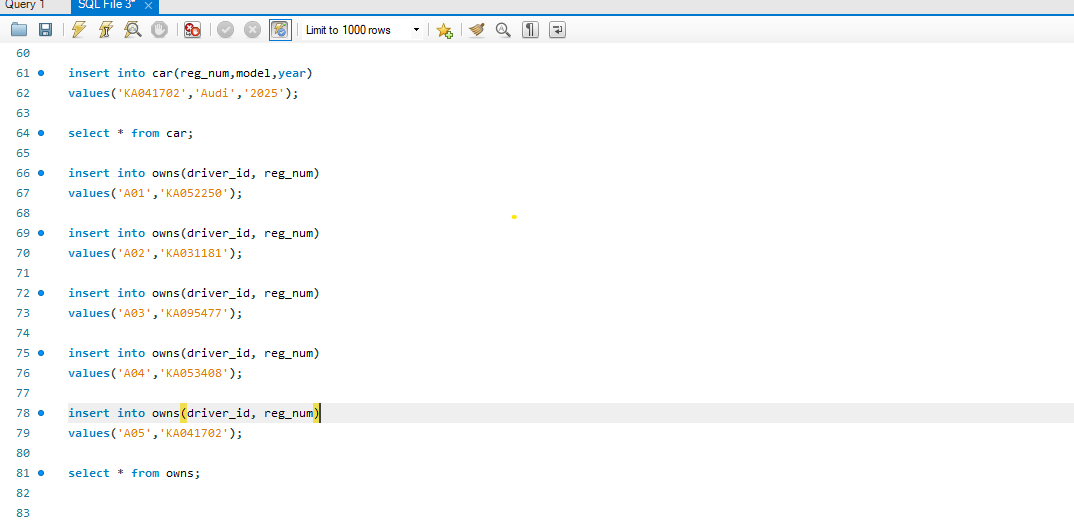 Query 1 SQL File 3*
Limit to 1000 rows
60
61 insert into car(reg_num,model,year)
62 values('KA041702','Audi','2025');
63
64 select * from car;
65
66 insert into owns(driver_id, reg_num)
67 values('A01','KA052250');
68
69 insert into owns(driver_id, reg_num)
70 values('A02','KA031181');
71
72 insert into owns(driver_id, reg_num)
73 values('A03','KA095477');
74
75 insert into owns(driver_id, reg_num)
76 values('A04','KA053408');
77
78 insert into owns(driver_id, reg_num)
79 values('A05','KA041702');
80
81 select * from owns;
82
83